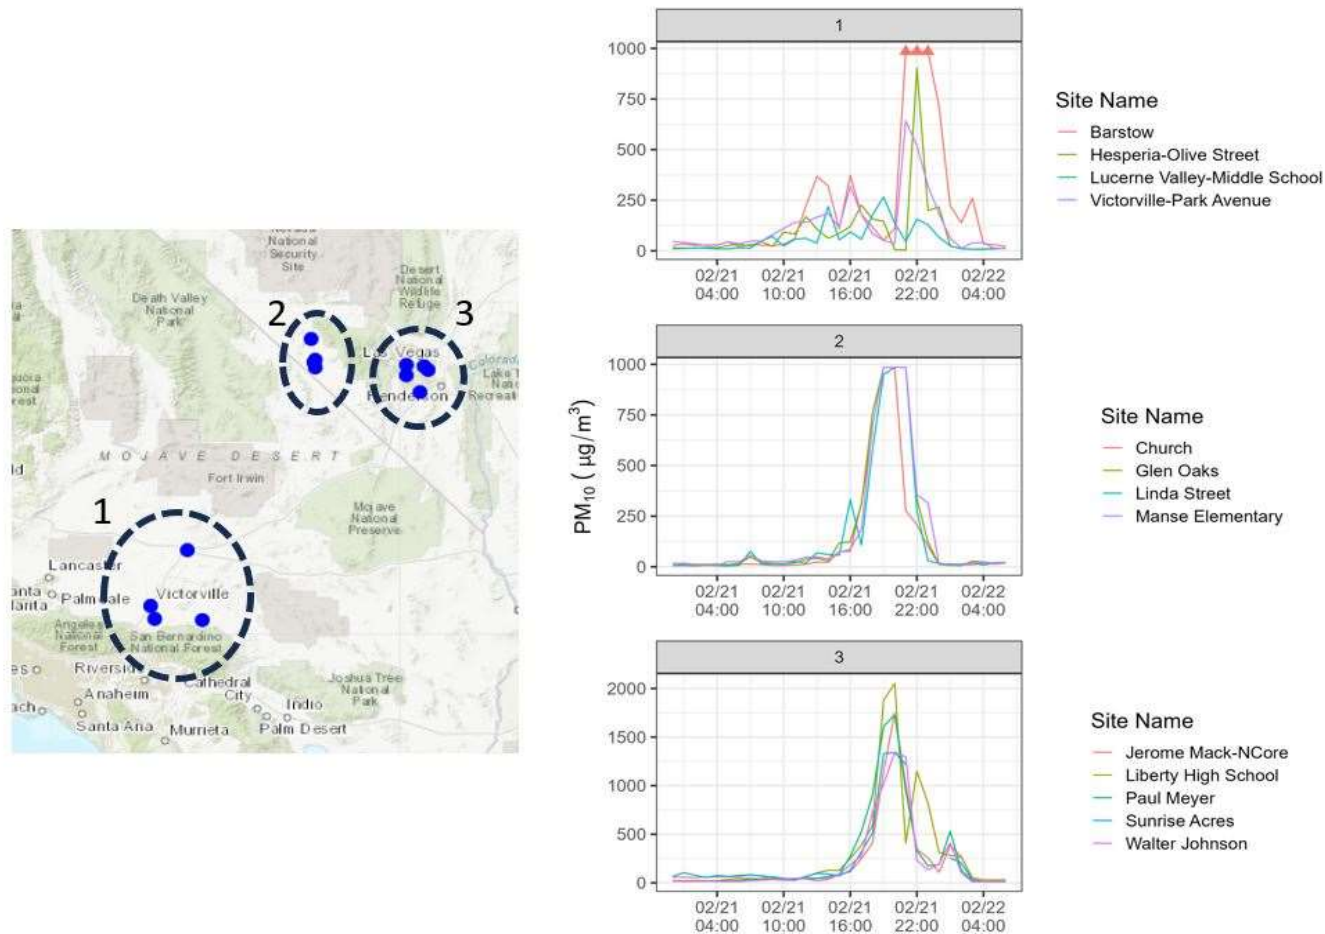 Nevada
National
Security
Site
Death Valley
National
Park
Desert
National
Wildlife
Refuge
2
3
Las Vegas
Henderson
Colorad
Lake
Nat
Recreat
MOJAVE DESERT
Fort Irwin
Mojave
National
Preserve
1
Lancaster
Palmdale
Victorville
Angeles
National
Forest
San Bernardino
National Forest
Riversid
Cathedral
City
Joshua Tree
National
Park
Anaheim
Indio
Santa Ana
Murrieta
Palm Desert
PM₁₀ ( µg/m³)
1
1000
750
500
250
0
02/21 02/21 02/21 02/21 02/22
04:00 10:00 16:00 22:00 04:00
Site Name
Barstow
Hesperia-Olive Street
Lucerne Valley-Middle School
Victorville-Park Avenue
2
1000
750
500
250
0
02/21 02/21 02/21 02/21 02/22
04:00 10:00 16:00 22:00 04:00
Site Name
Church
Glen Oaks
Linda Street
Manse Elementary
3
2000
1500
1000
500
0
02/21 02/21 02/21 02/21 02/22
04:00 10:00 16:00 22:00 04:00
Site Name
Jerome Mack-NCore
Liberty High School
Paul Meyer
Sunrise Acres
Walter Johnson